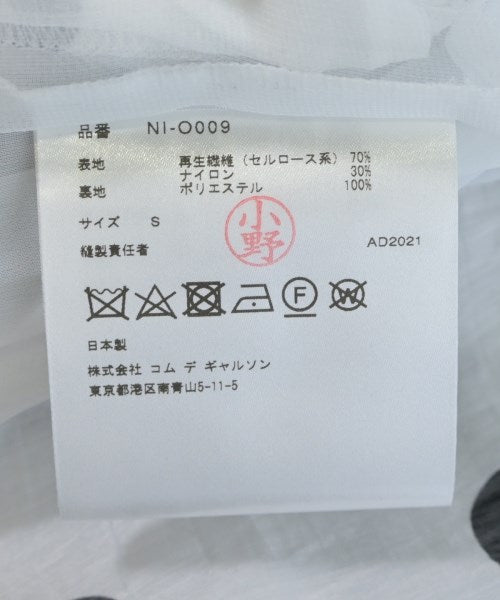 品番 NI-O009
表地 再生繊維（セルロース系） 70%
ナイロン 30%
裏地 ポリエステル 100%
サイズ S
縫製責任者 小野 AD2021
F W
日本製
株式会社 コム デ ギャルソン
東京都港区南青山5-11-5